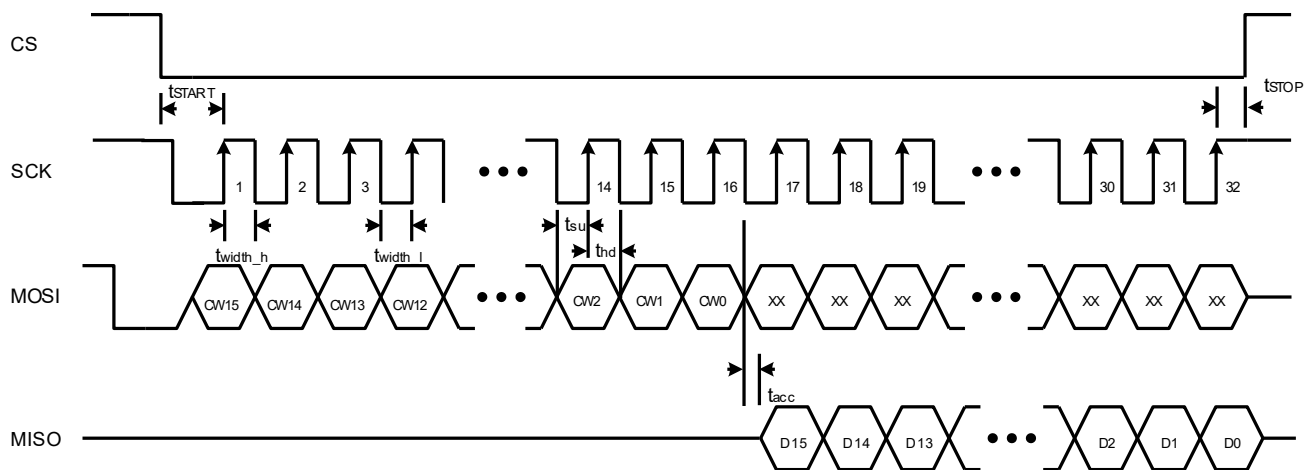 CS
tSTART
tSTOP
SCK
1 2 3 14 15 16 17 18 19 30 31 32
twidth_h twidth_l tsu thd
MOSI
CW15 CW14 CW13 CW12 CW2 CW1 CW0 XX XX XX XX XX XX
tacc
MISO
D15 D14 D13 D2 D1 D0